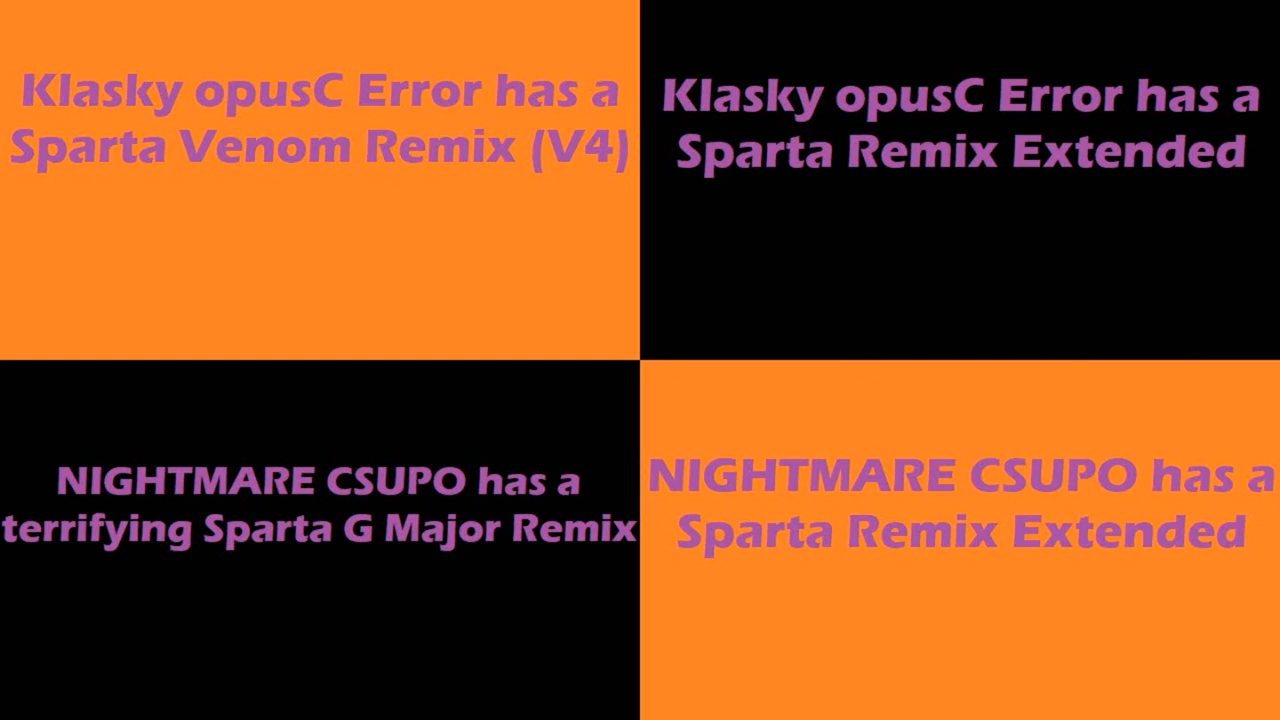 Klasky opusC Error has a
Sparta Venom Remix (V4)
Klasky opusC Error has a
Sparta Remix Extended
NIGHTMARE CSUPO has a
terrifying Sparta G Major Remix
NIGHTMARE CSUPO has a
Sparta Remix Extended